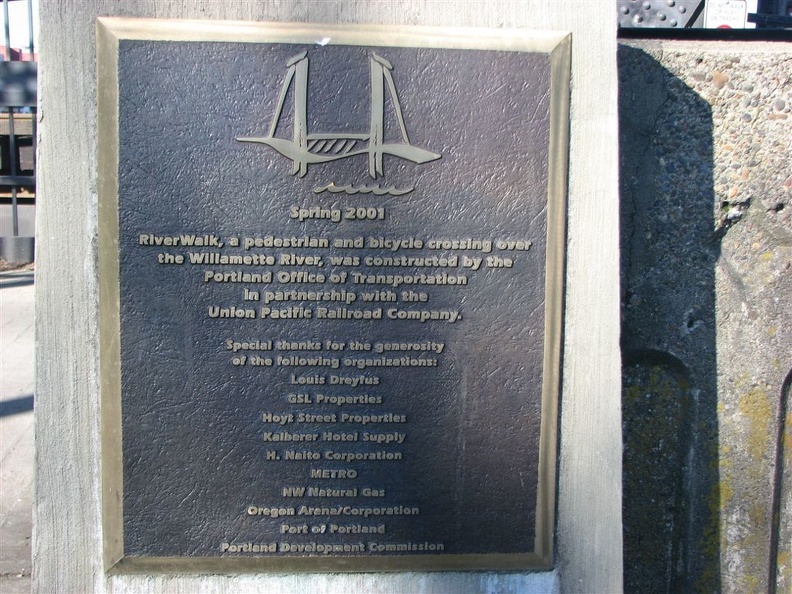 Spring 2001
RiverWalk, a pedestrian and bicycle crossing over
the Willamette River, was constructed by the
Portland Office of Transportation
in partnership with the
Union Pacific Railroad Company.
Special thanks for the generosity
of the following organizations:
Louis Dreyfus
GSL Properties
Hoyt Street Properties
Kalberer Hotel Supply
H. Naito Corporation
METRO
NW Natural Gas
Oregon Arena/Corporation
Port of Portland
Portland Development Commission